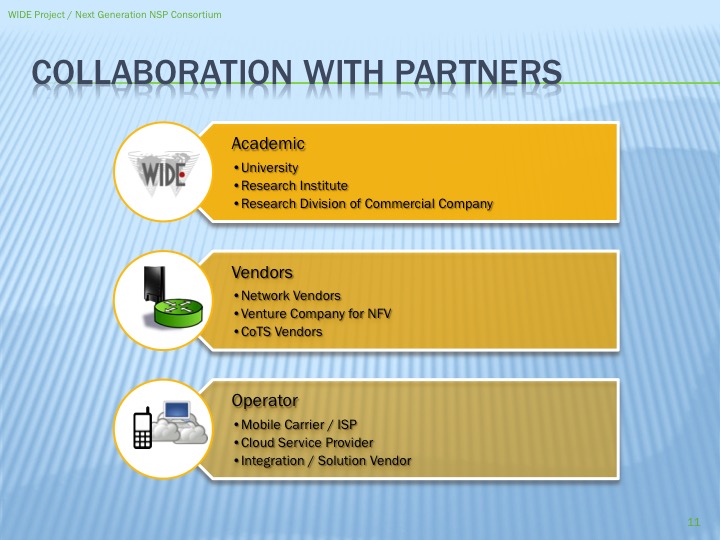 WIDE Project / Next Generation NSP Consortium
COLLABORATION WITH PARTNERS
WIDE
Academic
•University
•Research Institute
•Research Division of Commercial Company
Vendors
•Network Vendors
•Venture Company for NFV
•CoTS Vendors
Operator
•Mobile Carrier / ISP
•Cloud Service Provider
•Integration / Solution Vendor
11